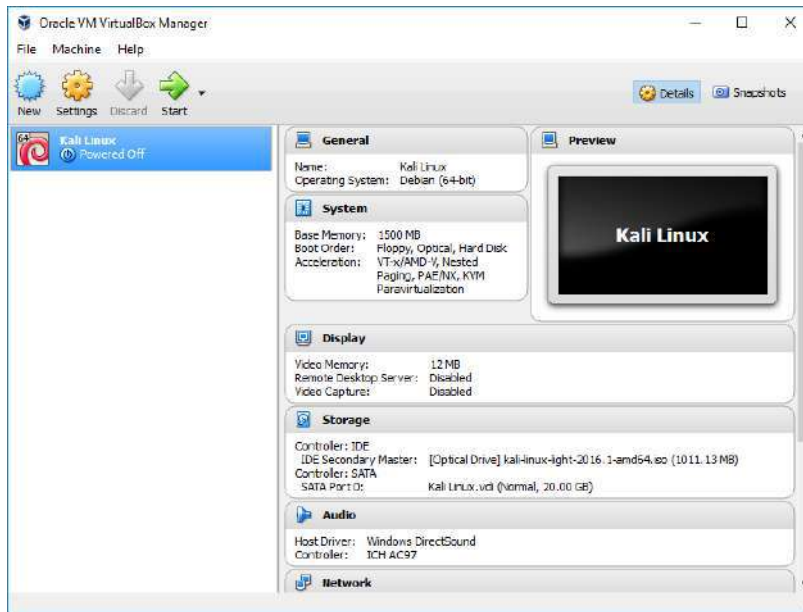 Oracle VM VirtualBox Manager
File Machine Help
New Settings Discard Start
Details Snapshots
64
Kali Linux
Powered Off
General
Name: Kali Linux
Operating System: Debian (64-bit)
System
Base Memory: 1500 MB
Boot Order: Floppy, Optical, Hard Disk
Acceleration: VT-x/AMD-V, Nested
Paging, PAE/NX, KVM
Paravirtualization
Preview
Kali Linux
Display
Video Memory: 12 MB
Remote Desktop Server: Disabled
Video Capture: Disabled
Storage
Controller: IDE
IDE Secondary Master: [Optical Drive] kali-linux-light-2016.1-amd64.iso (1011.13 MB)
Controller: SATA
SATA Port 0: Kali Linux.vdi (Normal, 20.00 GB)
Audio
Host Driver: Windows DirectSound
Controller: ICH AC97
Network